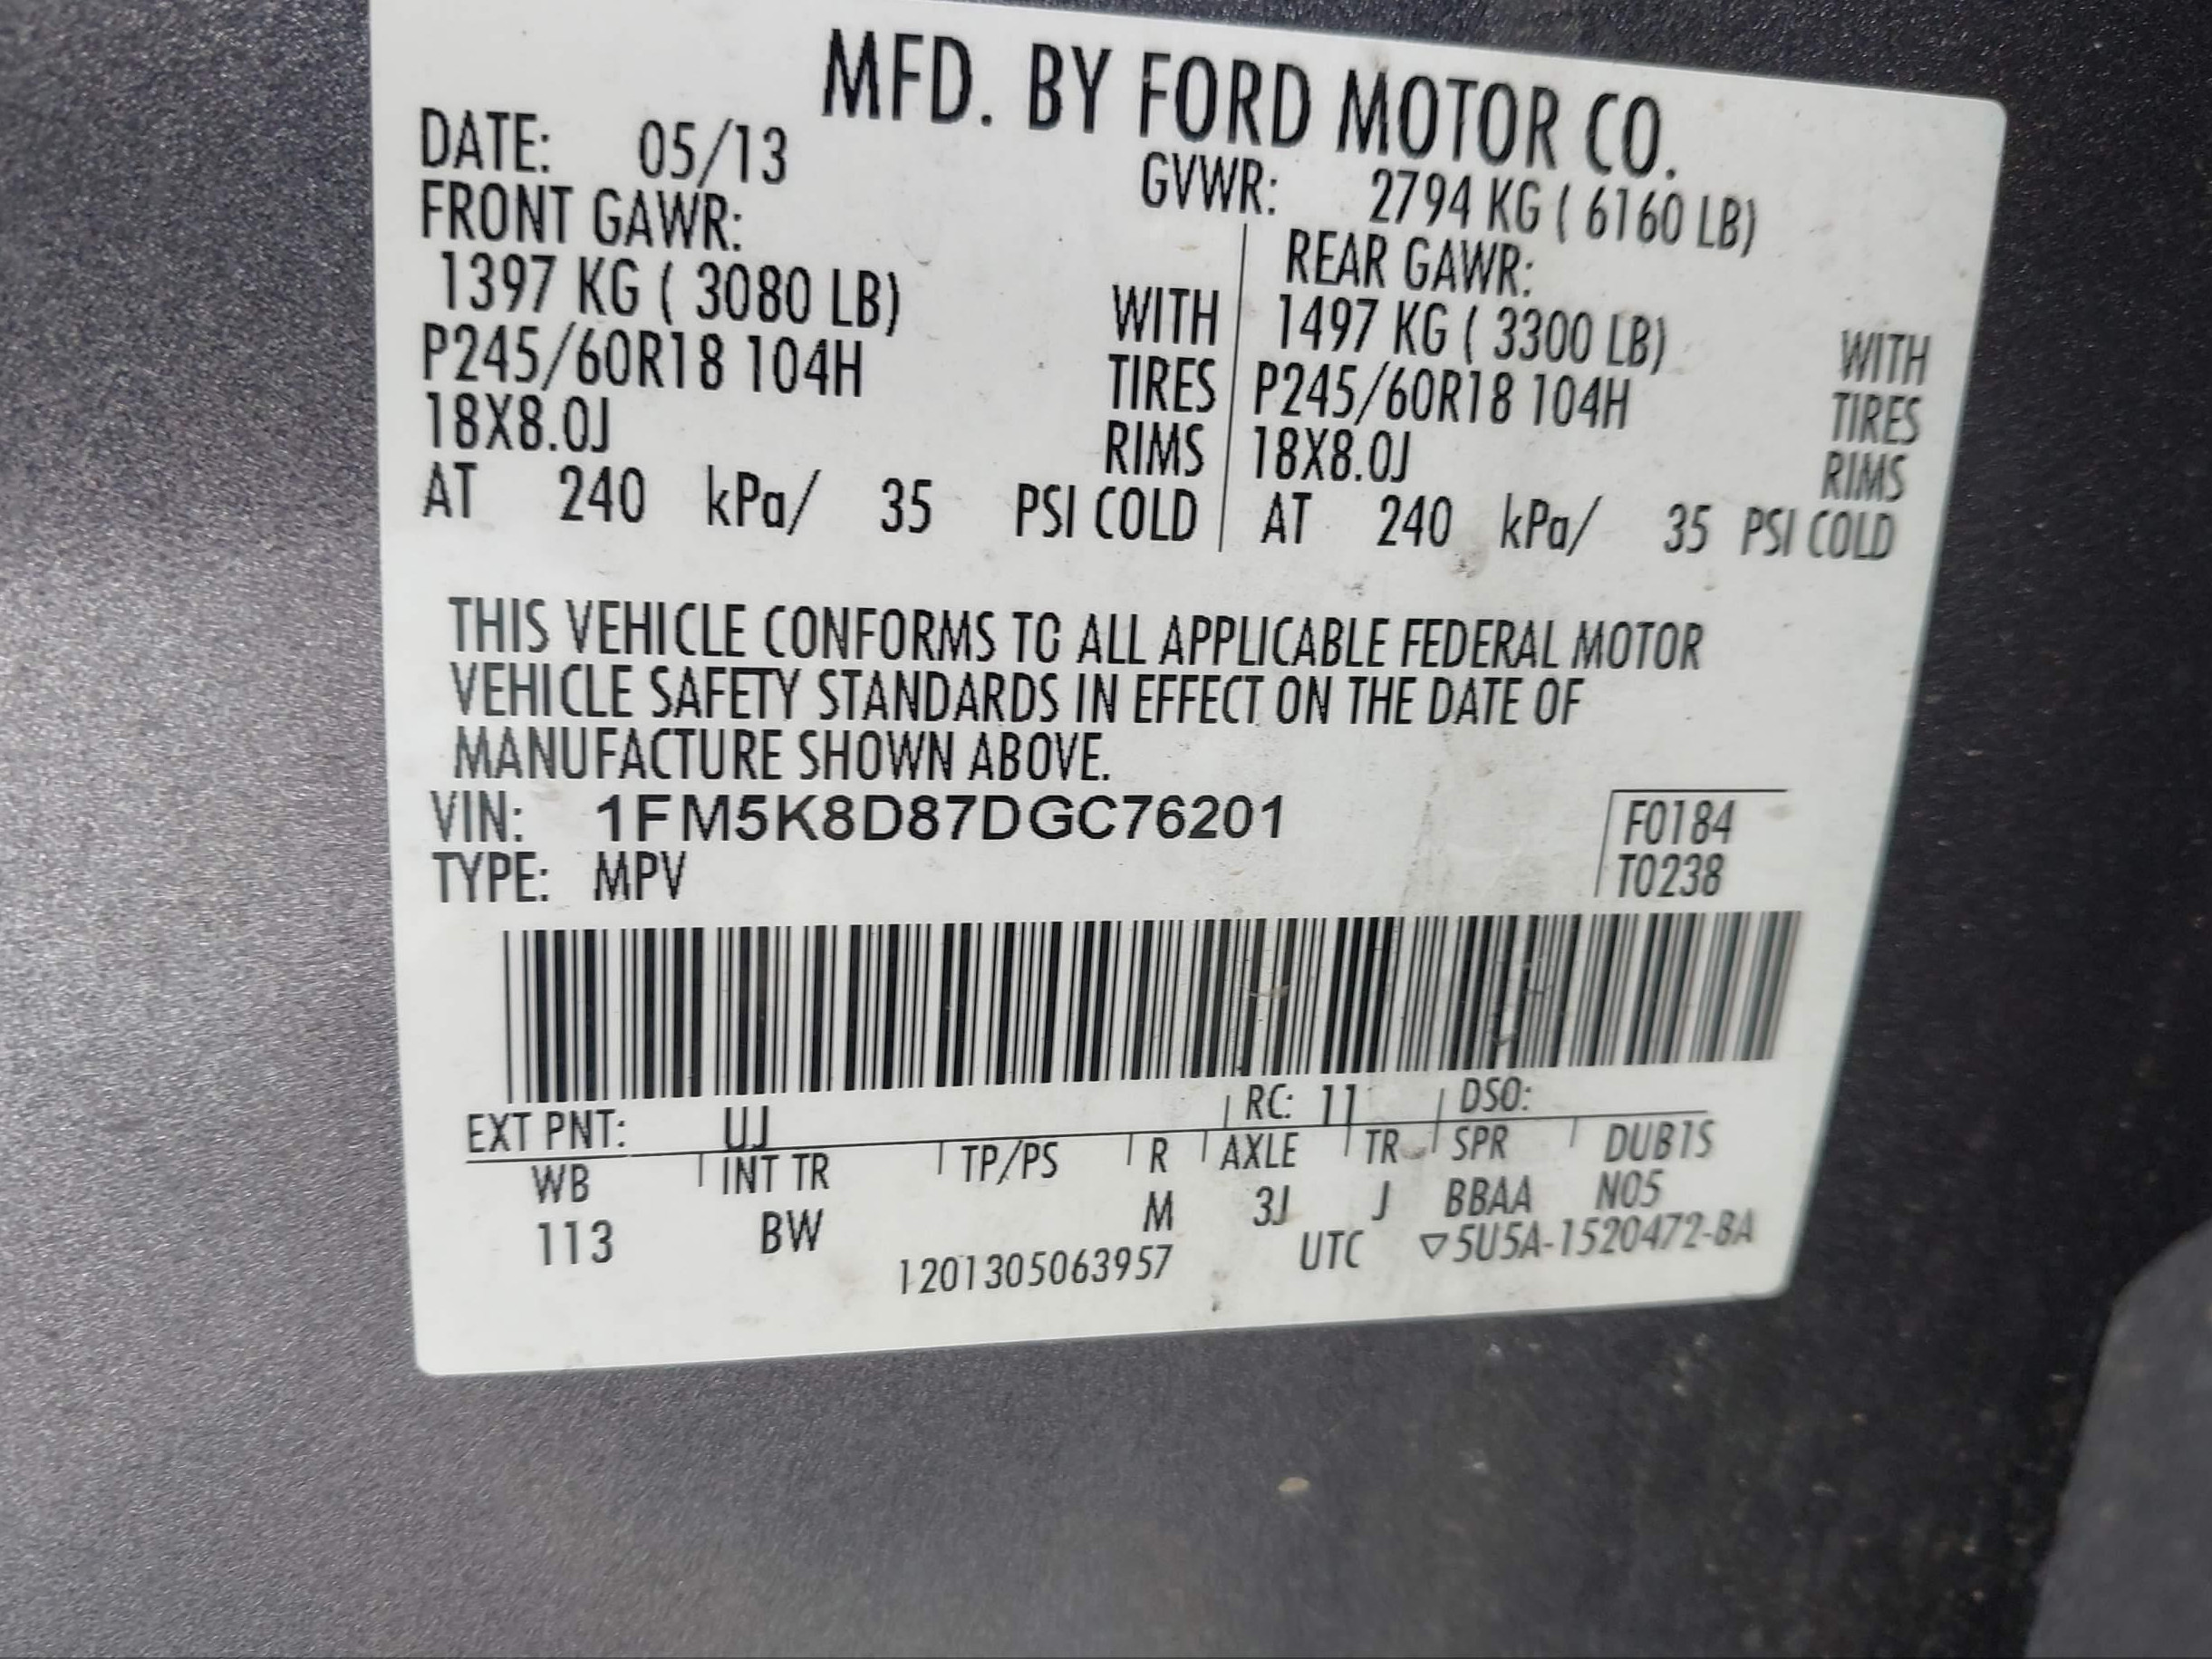 MFD. BY FORD MOTOR CO.
DATE: 05/13 GVWR: 2794 KG ( 6160 LB)
FRONT GAWR: REAR GAWR:
1397 KG ( 3080 LB) WITH 1497 KG ( 3300 LB) WITH
P245/60R18 104H TIRES P245/60R18 104H TIRES
18X8.0J RIMS 18X8.0J RIMS
AT 240 kPa/ 35 PSI COLD AT 240 kPa/ 35 PSI COLD
THIS VEHICLE CONFORMS TO ALL APPLICABLE FEDERAL MOTOR
VEHICLE SAFETY STANDARDS IN EFFECT ON THE DATE OF
MANUFACTURE SHOWN ABOVE.
VIN: 1FM5K8D87DGC76201 F0184
TYPE: MPV T0238
EXT PNT: UJ RC: 11 DSO:
WB INT TR TP/PS R AXLE TR SPR DUB1S
113 BW M 3J J BBAA N05
1201305063957 UTC ▽5U5A-1520472-BA